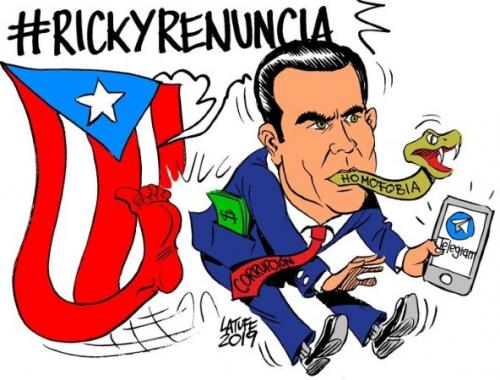 #RICKYRENUNCIA
HOMOFOBIA
Telegram
$
CORRUPCIÓN
LATUFF
2019